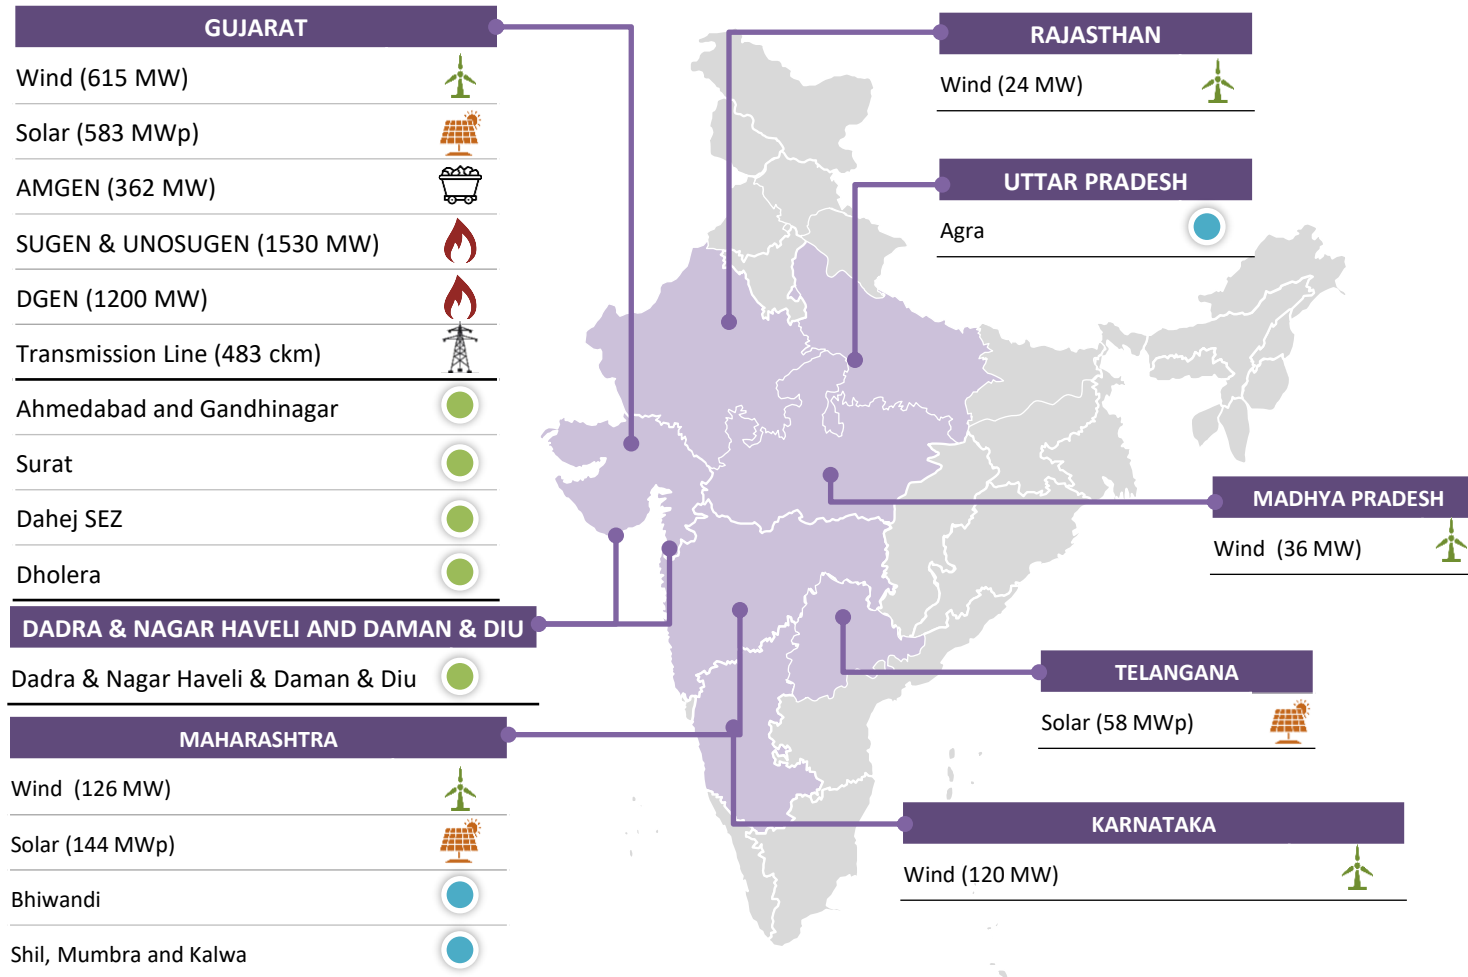 GUJARAT
Wind (615 MW)
Solar (583 MWp)
AMGEN (362 MW)
SUGEN & UNOSUGEN (1530 MW)
DGEN (1200 MW)
Transmission Line (483 ckm)
Ahmedabad and Gandhinagar
Surat
Dahej SEZ
Dholera
DADRA & NAGAR HAVELI AND DAMAN & DIU
Dadra & Nagar Haveli & Daman & Diu
MAHARASHTRA
Wind  (126 MW)
Solar (144 MWp)
Bhiwandi
Shil, Mumbra and Kalwa
RAJASTHAN
Wind (24 MW)
UTTAR PRADESH
Agra
MADHYA PRADESH
Wind  (36 MW)
TELANGANA
Solar (58 MWp)
KARNATAKA
Wind (120 MW)